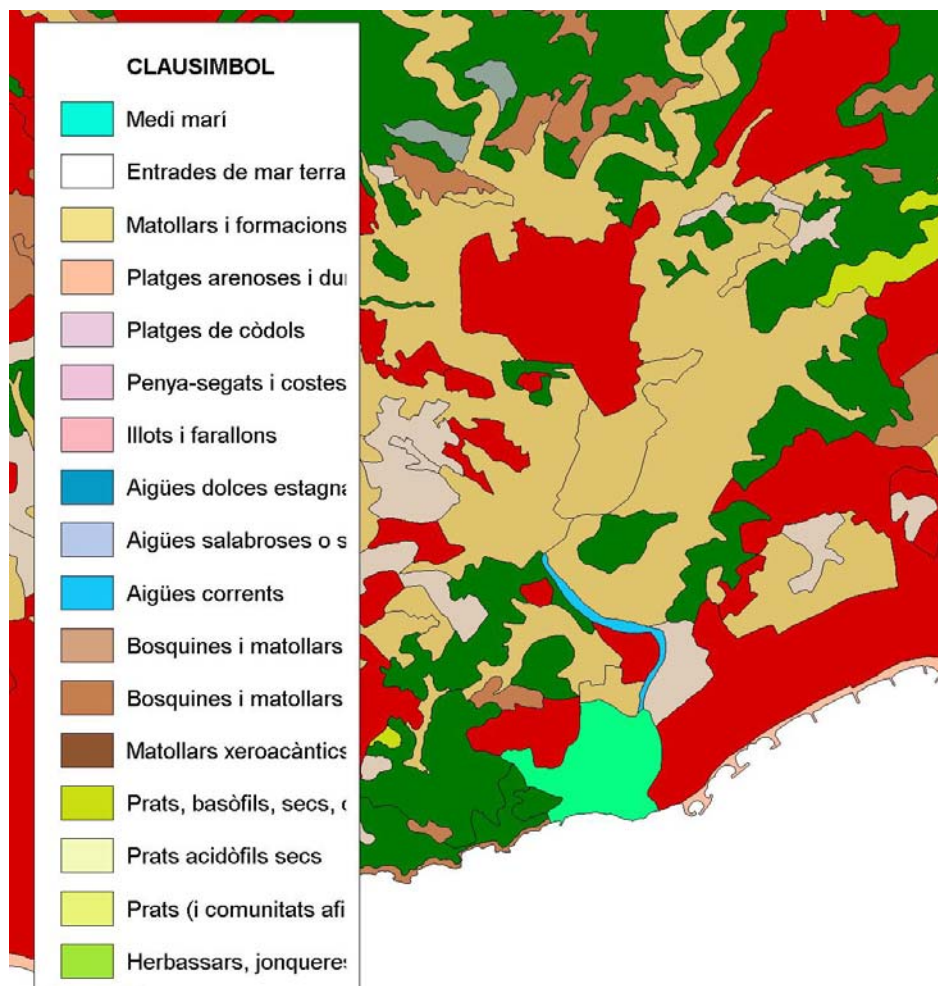 CLAUSIMBOL
Medi marí
Entrades de mar terra
Matollars i formacions
Platges arenoses i du
Platges de còdols
Penya-segats i costes
Illots i farallons
Aigües dolces estagna
Aigües salabroses o s
Aigües corrents
Bosquines i matollars
Bosquines i matollars
Matollars xeroacàntics
Prats, basòfils, secs, c
Prats acidòfils secs
Prats (i comunitats afi
Herbassars, jonqueres